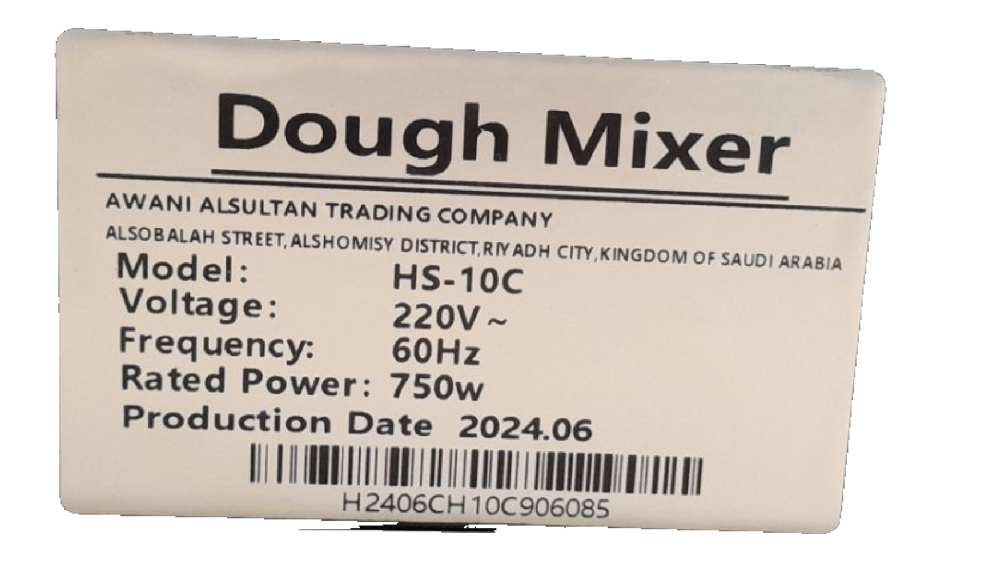 Dough Mixer
AWANI ALSULTAN TRADING COMPANY
ALSOBALAH STREET, ALSHOMISY DISTRICT, RIYADH CITY, KINGDOM OF SAUDI ARABIA
Model: HS-10C
Voltage: 220V~
Frequency: 60Hz
Rated Power: 750w
Production Date 2024.06
H2406CH10C906085